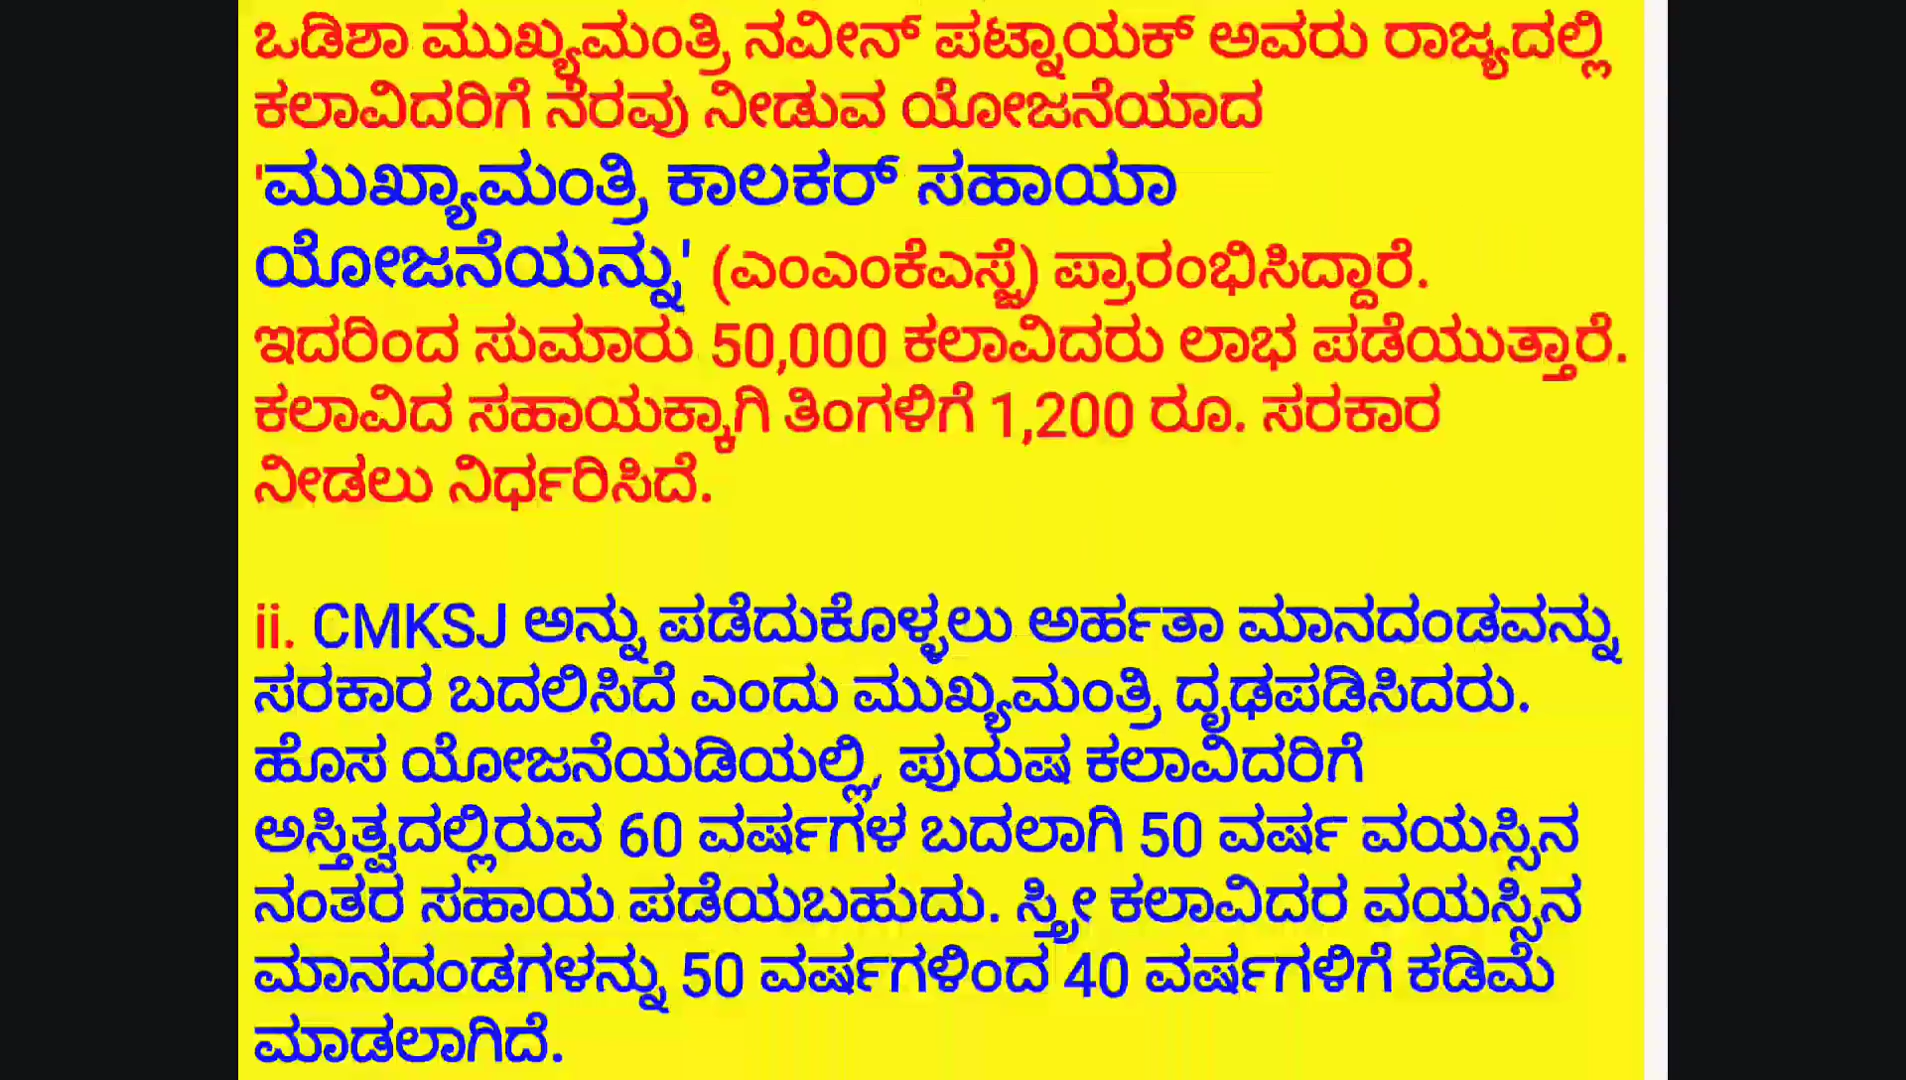 ಒಡಿಶಾ ಮುಖ್ಯಮಂತ್ರಿ ನವೀನ್ ಪಟ್ನಾಯಕ್ ಅವರು ರಾಜ್ಯದಲ್ಲಿ
ಕಲಾವಿದರಿಗೆ ನೆರವು ನೀಡುವ ಯೋಜನೆಯಾದ
'ಮುಖ್ಯಾಮಂತ್ರಿ ಕಾಲಕರ್ ಸಹಾಯಾ
ಯೋಜನೆಯನ್ನು' (ಎಂಎಂಕೆಎಸ್ಜೆ) ಪ್ರಾರಂಭಿಸಿದ್ದಾರೆ.
ಇದರಿಂದ ಸುಮಾರು 50,000 ಕಲಾವಿದರು ಲಾಭ ಪಡೆಯುತ್ತಾರೆ.
ಕಲಾವಿದ ಸಹಾಯಕ್ಕಾಗಿ ತಿಂಗಳಿಗೆ 1,200 ರೂ. ಸರಕಾರ
ನೀಡಲು ನಿರ್ಧರಿಸಿದೆ.
ii. CMKSJ ಅನ್ನು ಪಡೆದುಕೊಳ್ಳಲು ಅರ್ಹತಾ ಮಾನದಂಡವನ್ನು
ಸರಕಾರ ಬದಲಿಸಿದೆ ಎಂದು ಮುಖ್ಯಮಂತ್ರಿ ದೃಢಪಡಿಸಿದರು.
ಹೊಸ ಯೋಜನೆಯಡಿಯಲ್ಲಿ, ಪುರುಷ ಕಲಾವಿದರಿಗೆ
ಅಸ್ತಿತ್ವದಲ್ಲಿರುವ 60 ವರ್ಷಗಳ ಬದಲಾಗಿ 50 ವರ್ಷ ವಯಸ್ಸಿನ
ನಂತರ ಸಹಾಯ ಪಡೆಯಬಹುದು. ಸ್ತ್ರೀ ಕಲಾವಿದರ ವಯಸ್ಸಿನ
ಮಾನದಂಡಗಳನ್ನು 50 ವರ್ಷಗಳಿಂದ 40 ವರ್ಷಗಳಿಗೆ ಕಡಿಮೆ
ಮಾಡಲಾಗಿದೆ.